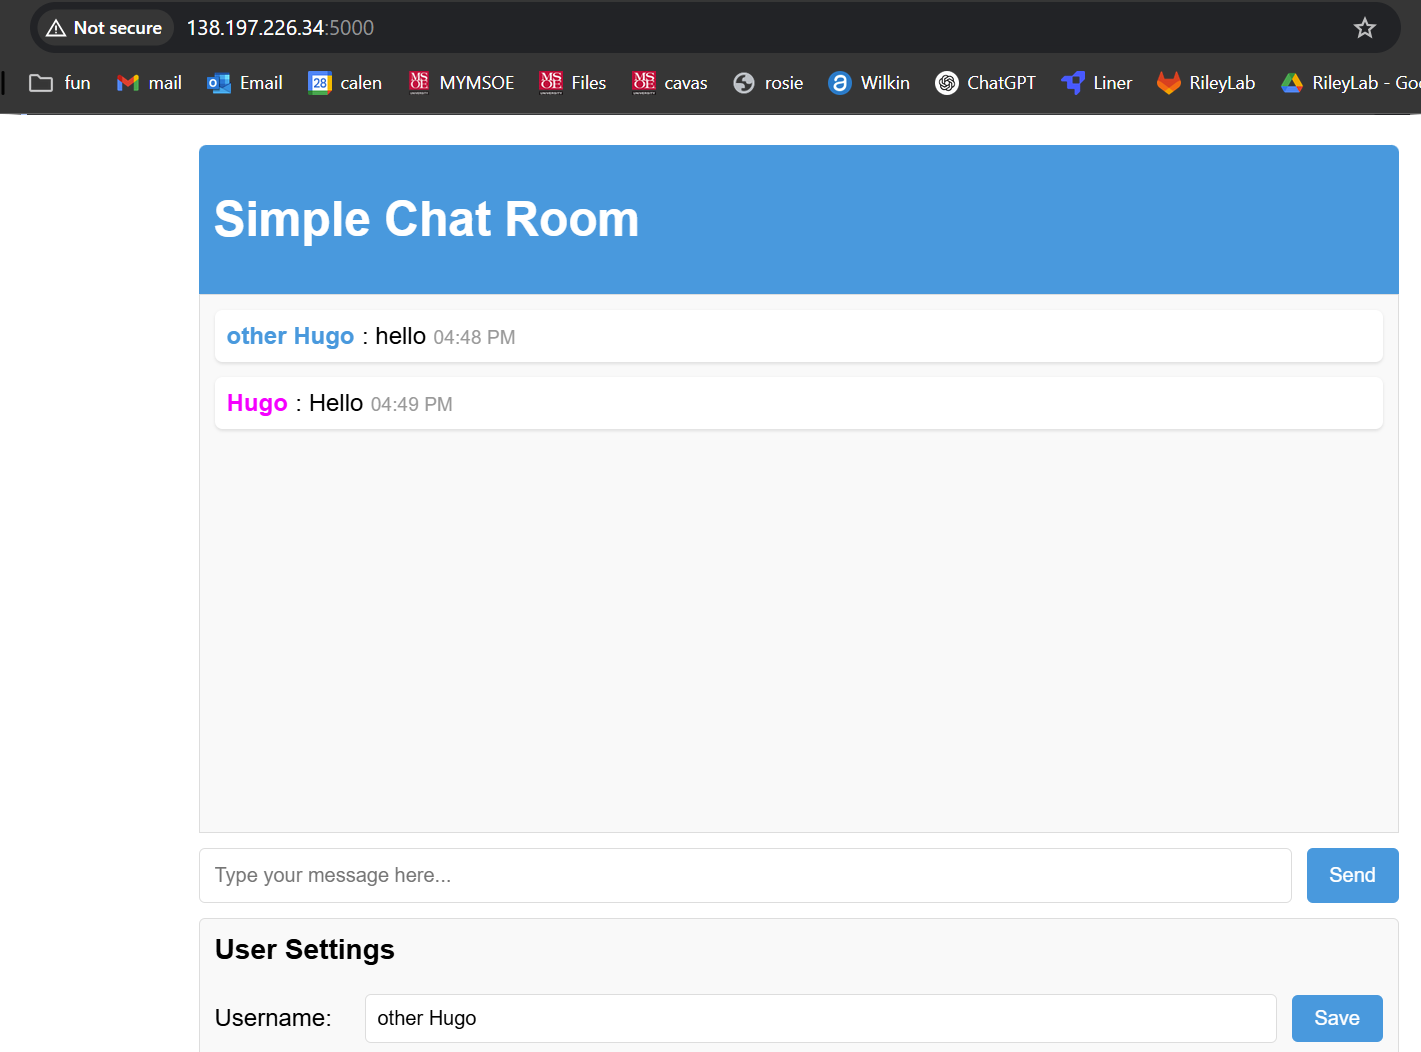 Not secure 138.197.226.34:5000
fun mail Email 28 calen MYMSOE Files cavas rosie Wilkin ChatGPT Liner RileyLab RileyLab - Goo
Simple Chat Room
other Hugo : hello 04:48 PM
Hugo : Hello 04:49 PM
Type your message here...
Send
User Settings
Username: other Hugo Save